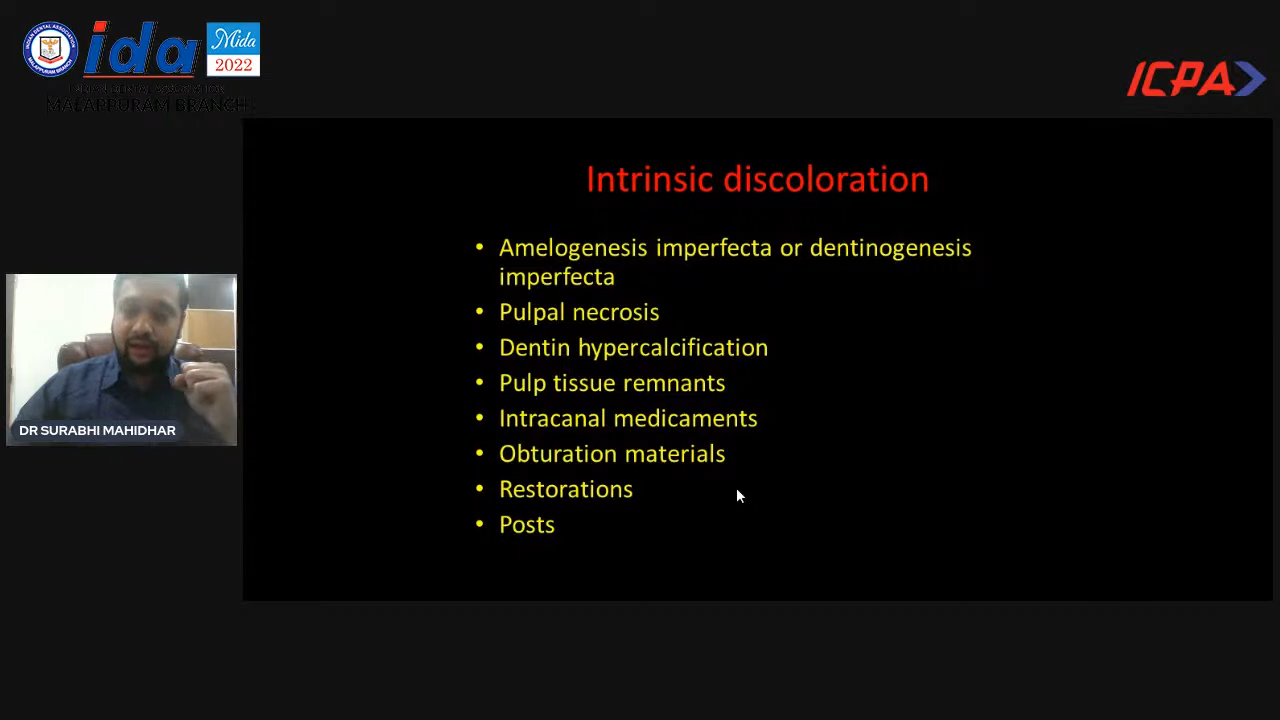 ida
Mida
2022
MALAPPURAM BRANCH
ICPA
Intrinsic discoloration
• Amelogenesis imperfecta or dentinogenesis
imperfecta
• Pulpal necrosis
• Dentin hypercalcification
• Pulp tissue remnants
• Intracanal medicaments
• Obturation materials
• Restorations
• Posts
DR SURABHI MAHIDHAR